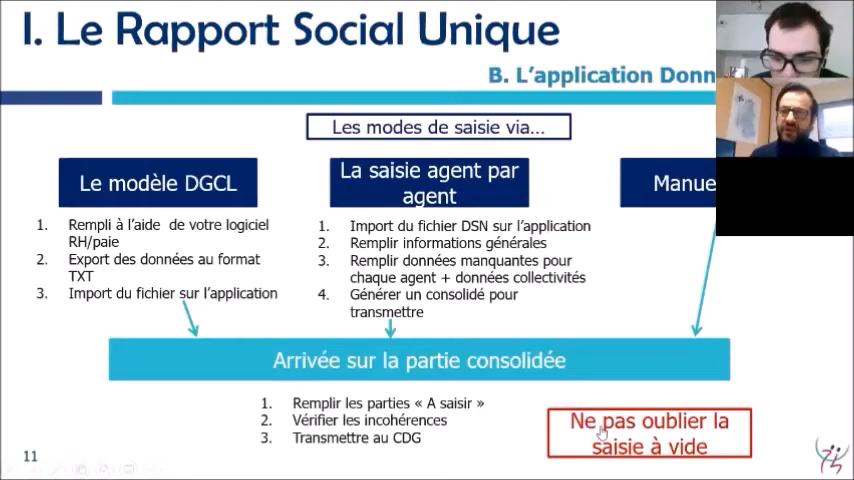 I. Le Rapport Social Unique
B. L'application Donn
Les modes de saisie via...
Le modèle DGCL
1. Rempli à l'aide de votre logiciel
RH/paie
2. Export des données au format
TXT
3. Import du fichier sur l'application
La saisie agent par
agent
1. Import du fichier DSN sur l'application
2. Remplir informations générales
3. Remplir données manquantes pour
chaque agent + données collectivités
4. Générer un consolidé pour
transmettre
Manue
Arrivée sur la partie consolidée
1. Remplir les parties « A saisir »
2. Vérifier les incohérences
3. Transmettre au CDG
Ne pas oublier la
saisie à vide
11